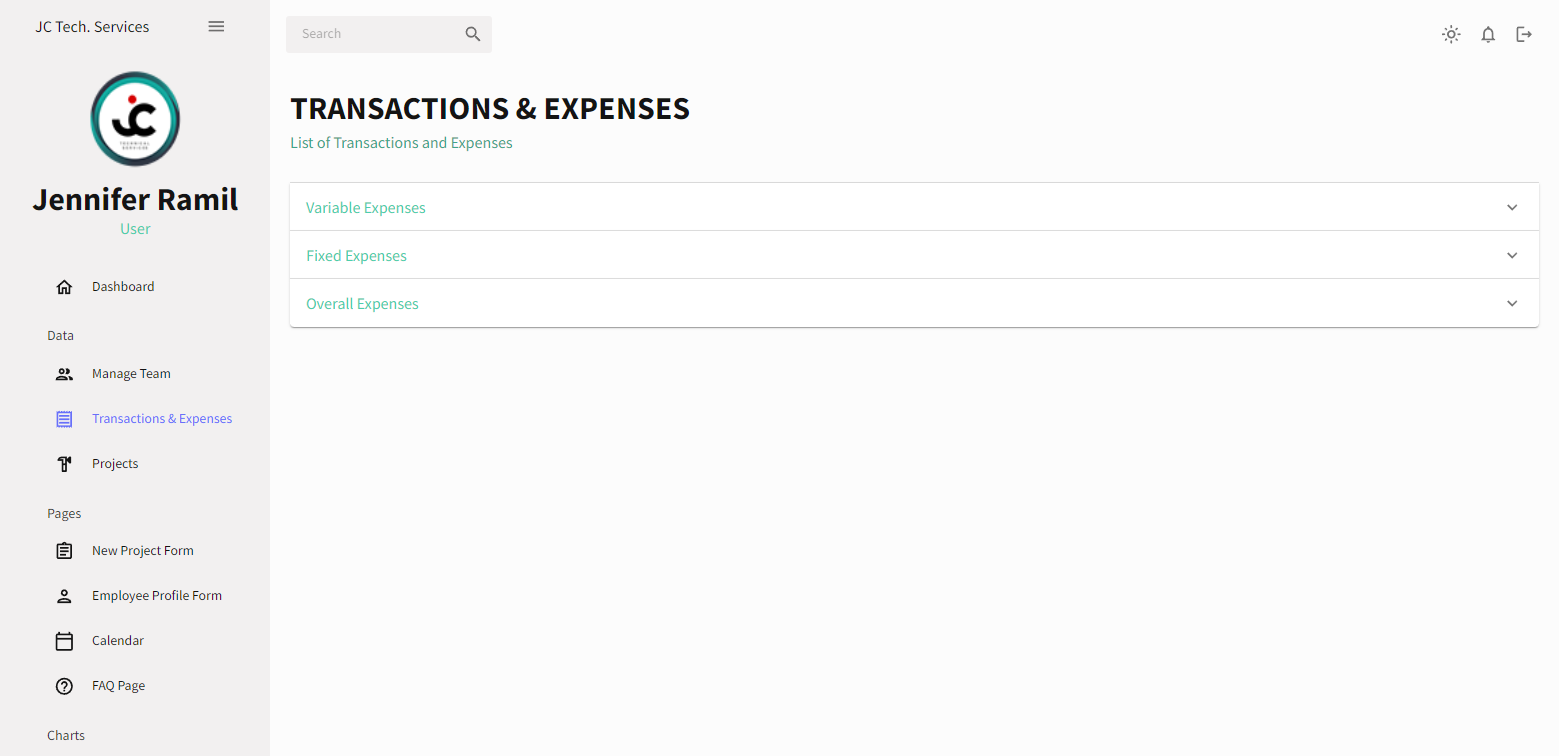 JC Tech. Services
JC
TECHNICAL
SERVICES
Jennifer Ramil
User
Dashboard
Data
Manage Team
Transactions & Expenses
Projects
Pages
New Project Form
Employee Profile Form
Calendar
FAQ Page
Charts
Search
TRANSACTIONS & EXPENSES
List of Transactions and Expenses
Variable Expenses
Fixed Expenses
Overall Expenses